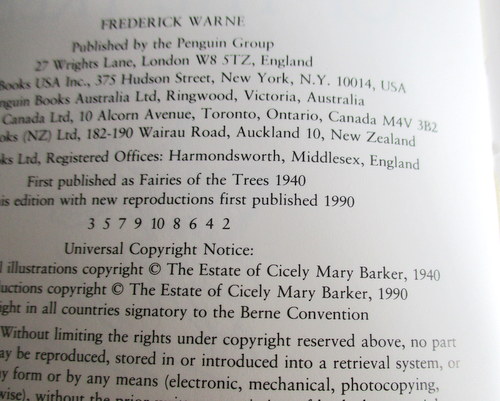 FREDERICK WARNE
Published by the Penguin Group
27 Wrights Lane, London W8 5TZ, England
Books USA Inc., 375 Hudson Street, New York, N.Y. 10014, USA
nguin Books Australia Ltd, Ringwood, Victoria, Australia
Canada Ltd, 10 Alcorn Avenue, Toronto, Ontario, Canada M4V 3B2
oks (NZ) Ltd, 182-190 Wairau Road, Auckland 10, New Zealand
ks Ltd, Registered Offices: Harmondsworth, Middlesex, England
First published as Fairies of the Trees 1940
is edition with new reproductions first published 1990
3 5 7 9 10 8 6 4 2
Universal Copyright Notice:
l illustrations copyright © The Estate of Cicely Mary Barker, 1940
uctions copyright © The Estate of Cicely Mary Barker, 1990
ight in all countries signatory to the Berne Convention
Without limiting the rights under copyright reserved above, no part
ay be reproduced, stored in or introduced into a retrieval system, or
y form or by any means (electronic, mechanical, photocopying,
wise), without the prior